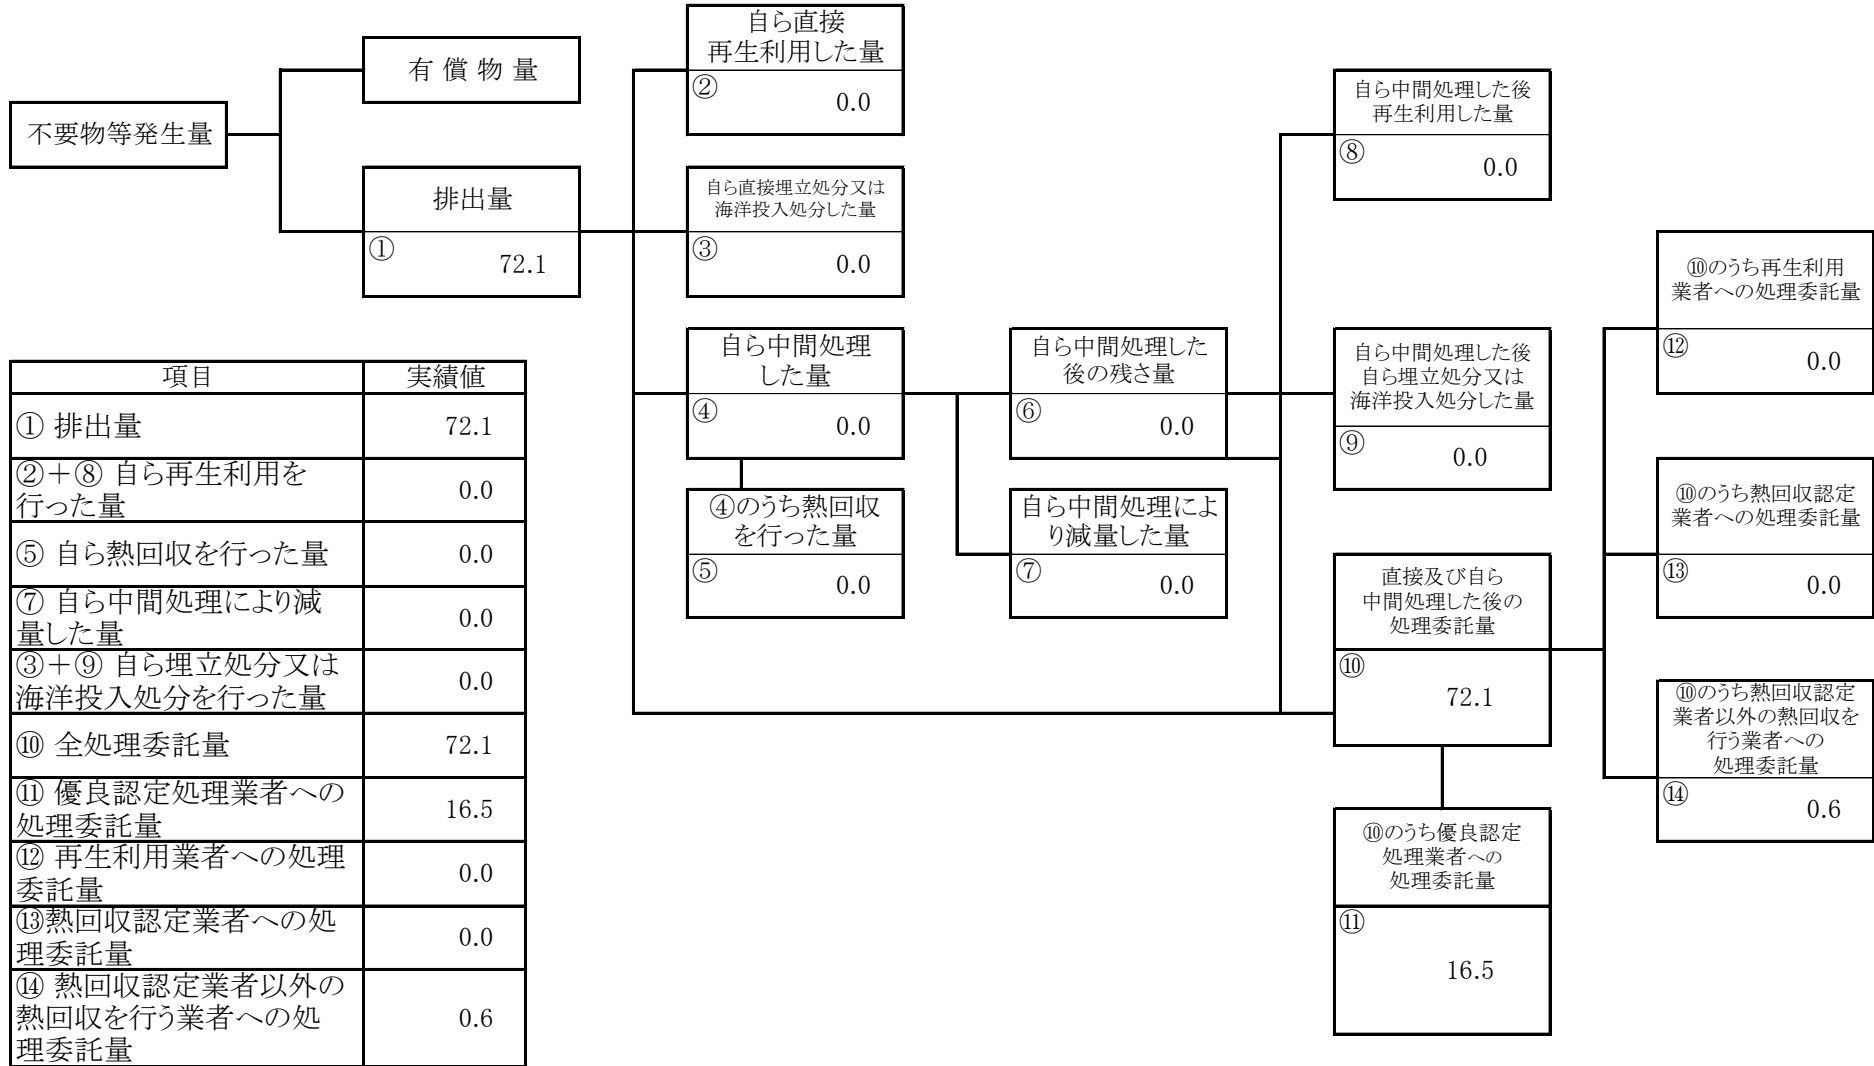 不要物等発生量
有償物量
排出量
①
72.1
自ら直接
再生利用した量
②
0.0
自ら直接埋立処分又は
海洋投入処分した量
③
0.0
自ら中間処理
した量
④
0.0
④のうち熱回収
を行った量
⑤
0.0
自ら中間処理した
後の残さ量
⑥
0.0
自ら中間処理によ
り減量した量
⑦
0.0
自ら中間処理した後
再生利用した量
⑧
0.0
自ら中間処理した後
自ら埋立処分又は
海洋投入処分した量
⑨
0.0
直接及び自ら
中間処理した後の
処理委託量
⑩
72.1
⑩のうち優良認定
処理業者への
処理委託量
⑪
16.5
⑩のうち再生利用
業者への処理委託量
⑫
0.0
⑩のうち熱回収認定
業者への処理委託量
⑬
0.0
⑩のうち熱回収認定
業者以外の熱回収を
行う業者への
処理委託量
⑭
0.6
項目 実績値
① 排出量 72.1
②＋⑧ 自ら再生利用を
行った量 0.0
⑤ 自ら熱回収を行った量 0.0
⑦ 自ら中間処理により減
量した量 0.0
③＋⑨ 自ら埋立処分又は
海洋投入処分を行った量 0.0
⑩ 全処理委託量 72.1
⑪ 優良認定処理業者への
処理委託量 16.5
⑫ 再生利用業者への処理
委託量 0.0
⑬熱回収認定業者への処
理委託量 0.0
⑭ 熱回収認定業者以外の
熱回収を行う業者への処
理委託量 0.6